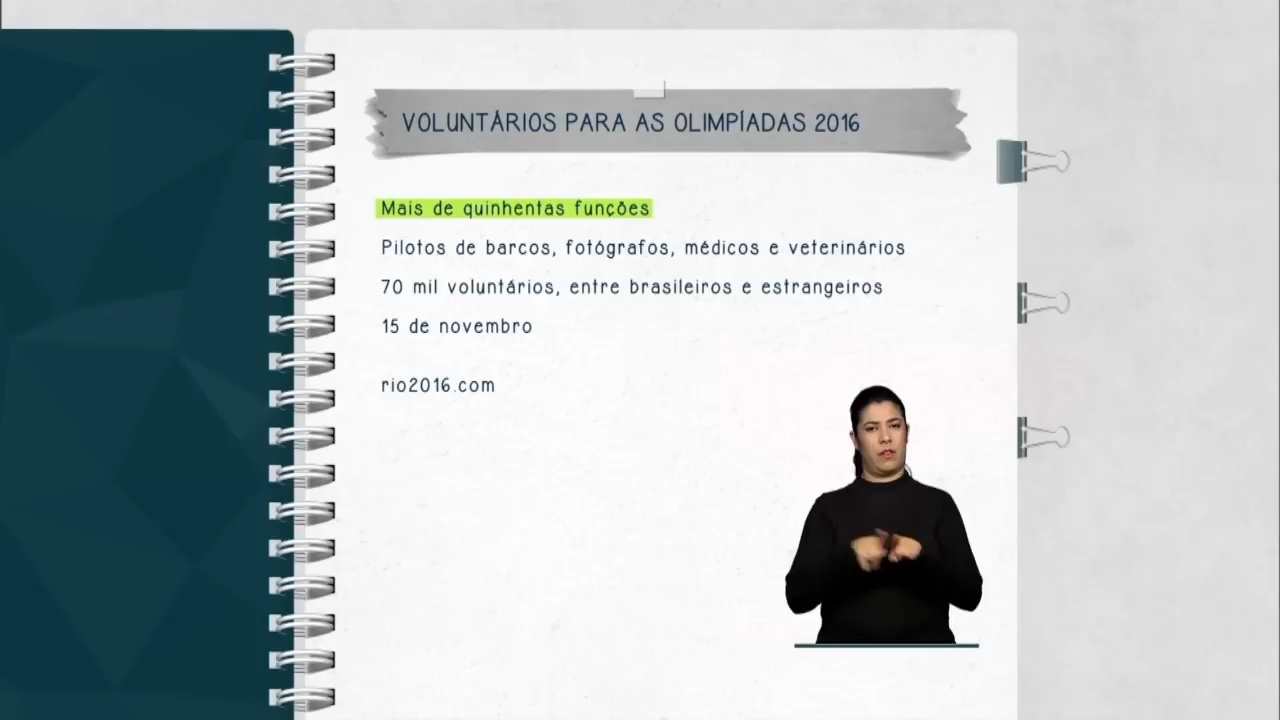 VOLUNTÁRIOS PARA AS OLIMPÍADAS 2016
Mais de quinhentas funções
Pilotos de barcos, fotógrafos, médicos e veterinários
70 mil voluntários, entre brasileiros e estrangeiros
15 de novembro
rio2016.com